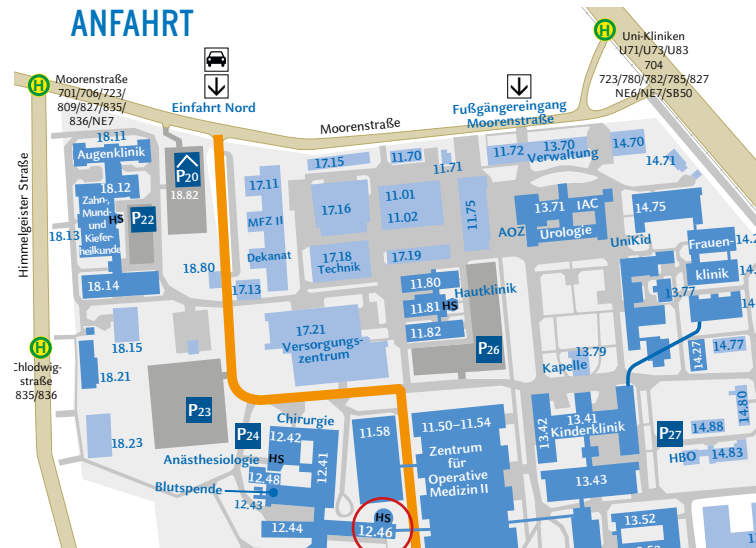 ANFAHRT
H
Uni-Kliniken
U71/U73/U83
704
723/780/782/785/827
NE6/NE7/SB50
H
Moorenstraße
701/706/723/
809/827/835/
836/NE7
Einfahrt Nord
Moorenstraße
Fußgängereingang
Moorenstraße
Himmelgeister Straße
18.11
Augenklinik
18.12
Zahn-,
Mund-
und
Kiefer-
heilkunde
HS
P22
18.13
18.14
P20
18.82
18.80
17.11
MFZ II
Dekanat
17.13
17.15
17.16
17.18
Technik
11.70
11.71
11.01
11.02
17.19
11.75
11.72
13.70
Verwaltung
14.70
14.71
13.71
IAC
AOZ
Urologie
14.75
UniKid
Frauen-
klinik
13.77
11.80
11.81
HS
Hautklinik
11.82
P26
17.21
Versorgungs-
zentrum
13.79
Kapelle
14.27
14.77
H
straße
835/836
18.15
18.21
18.23
P23
P24
Chirurgie
12.42
Anästhesiologie
HS
12.41
12.48
Blutspende
12.43
12.44
11.58
HS
12.46
11.50–11.54
Zentrum
für
Operative
Medizin II
13.42
13.41
Kinderklinik
13.43
P27
14.88
14.80
HBO
14.83
13.52